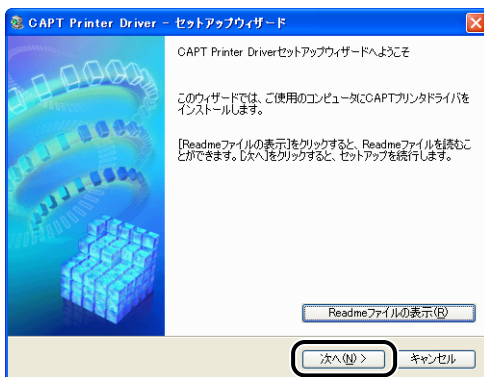 CAPT Printer Driver - セットアップウィザード
CAPT Printer Driverセットアップウィザードへようこそ
このウィザードでは、ご使用のコンピュータにCAPTプリンタドライバを
インストールします。
[Readmeファイルの表示]をクリックすると、Readmeファイルを読むこ
とができます。[次へ]をクリックすると、セットアップを続行します。
Readmeファイルの表示(R)
次へ(N) >
キャンセル